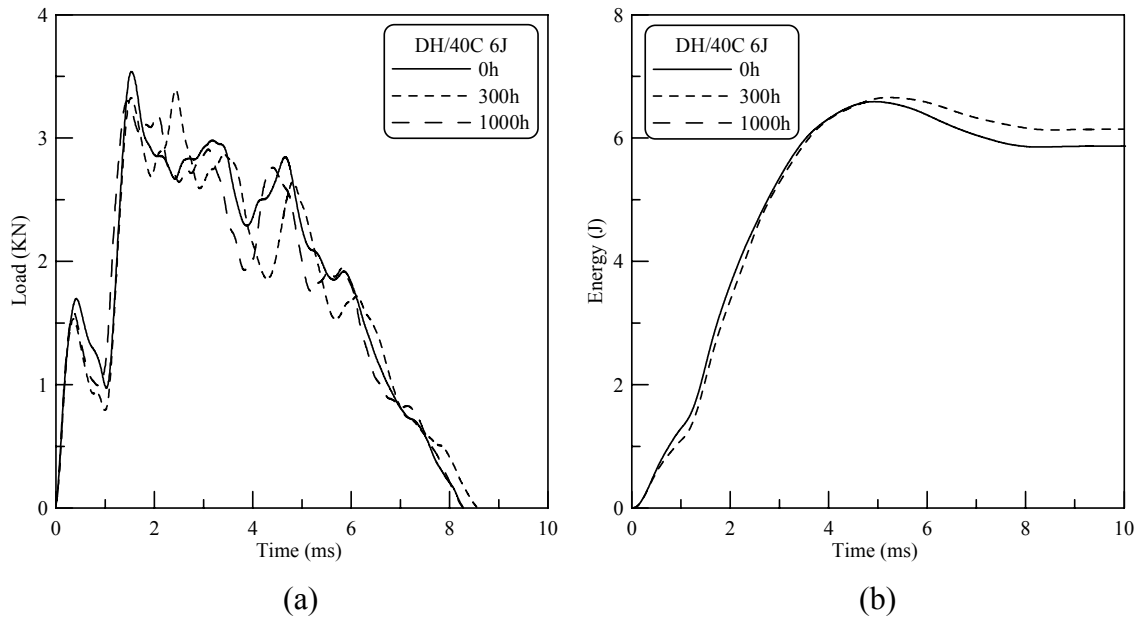 4
3
2
1
0
Load (KN)
0 2 4 6 8 10
Time (ms)
DH/40C 6J
0h
300h
1000h
(a)
8
6
4
2
0
Energy (J)
0 2 4 6 8 10
Time (ms)
DH/40C 6J
0h
300h
1000h
(b)